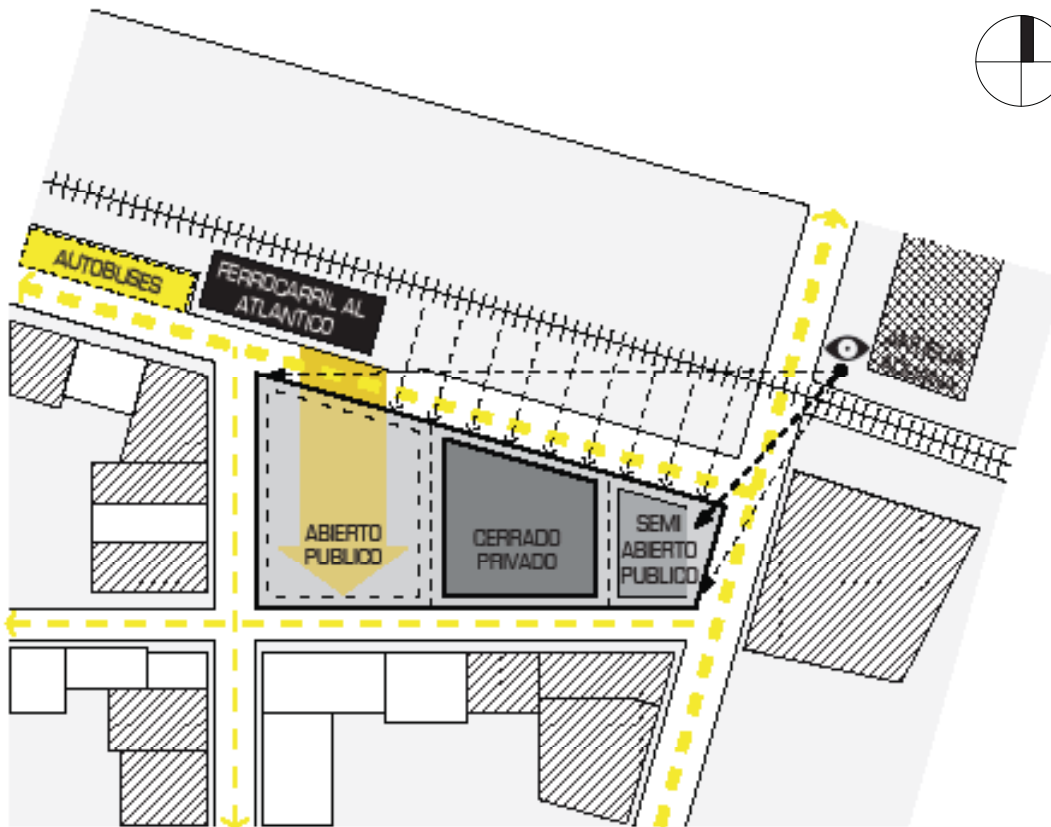 AUTOBUSES
FERROCARRIL AL
ATLANTICO
ABIERTO
PUBLICO
CERRADO
PRIVADO
SEMI
ABIERTO
PUBLICO